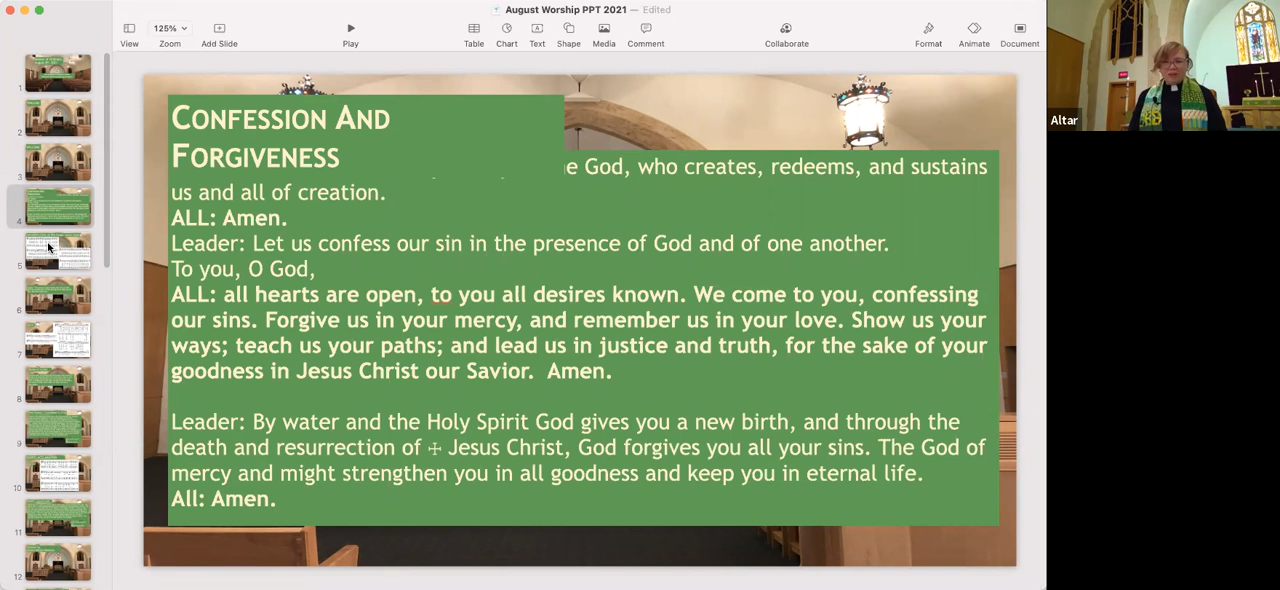 August Worship PPT 2021 — Edited
125%
View
Zoom
Add Slide
Play
Table
Chart
Text
Shape
Media
Comment
Collaborate
Format
Animate
Document
1
2
3
4
5
6
7
8
9
10
11
12
CONFESSION AND
FORGIVENESS
God, who creates, redeems, and sustains
us and all of creation.
ALL: Amen.
Leader: Let us confess our sin in the presence of God and of one another.
To you, O God,
ALL: all hearts are open, to you all desires known. We come to you, confessing
our sins. Forgive us in your mercy, and remember us in your love. Show us your
ways; teach us your paths; and lead us in justice and truth, for the sake of your
goodness in Jesus Christ our Savior.  Amen.
Leader: By water and the Holy Spirit God gives you a new birth, and through the
death and resurrection of ☩ Jesus Christ, God forgives you all your sins. The God of
mercy and might strengthen you in all goodness and keep you in eternal life.
All: Amen.
Altar